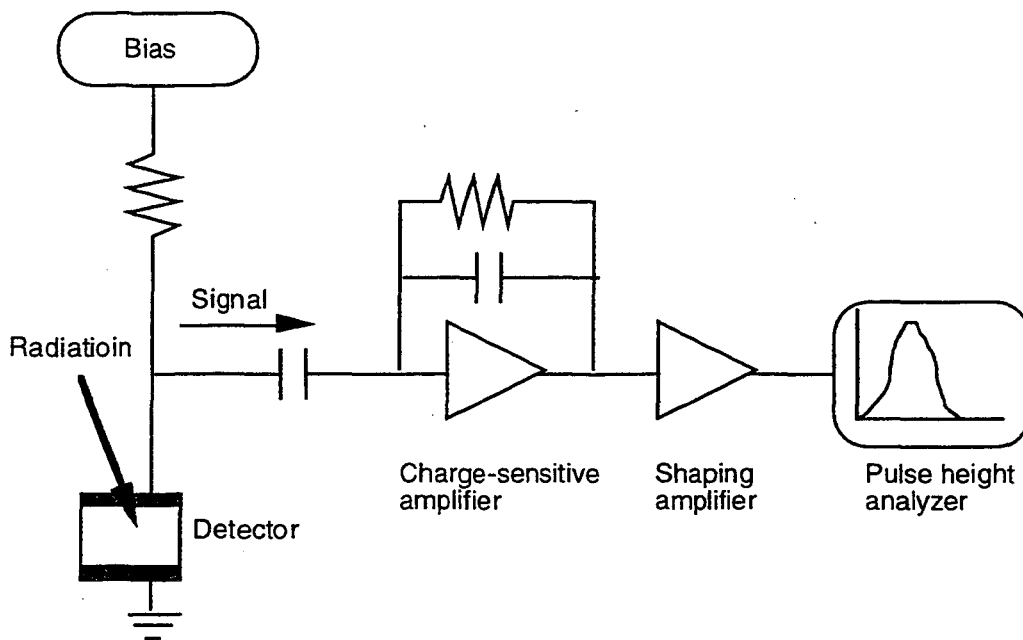 Bias
Signal
Radiatioin
Detector
Charge-sensitive
amplifier
Shaping
amplifier
Pulse height
analyzer